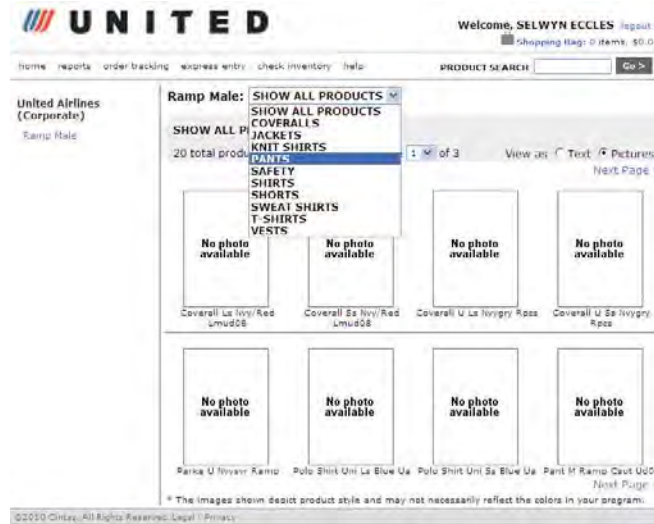 UNITED
Welcome, SELWYN ECCLES logout
Shopping Bag: 0 items, $0.0
home reports order tracking express entry check inventory help
PRODUCT SEARCH
Go >
United Airlines
(Corporate)
Ramp Male
Ramp Male: SHOW ALL PRODUCTS
SHOW ALL PRODUCTS
COVERALLS
JACKETS
KNIT SHIRTS
PANTS
SAFETY
SHIRTS
SHORTS
SWEAT SHIRTS
T-SHIRTS
VESTS
SHOW ALL P
20 total produ
1 of 3
View as Text Pictures
Next Page
No photo
available
No photo
available
No photo
available
No photo
available
Coverall Ls Nvy/Red
Lmud08
Coverall Ss Nvy/Red
Lmud08
Coverall U Ls Nvygry Rpss
Coverall U Ss Nvygry
Rpss
No photo
available
No photo
available
No photo
available
No photo
available
Parka U Ramp
Polo Shirt Uni Ls Blue Ua
Polo Shirt Uni Ss Blue Ua
Pant M Ramp Ud0
Next Page
* The images shown depict product style and may not necessarily reflect the colors in your program.
©2010 Cintas. All Rights Reserved. Legal Privacy